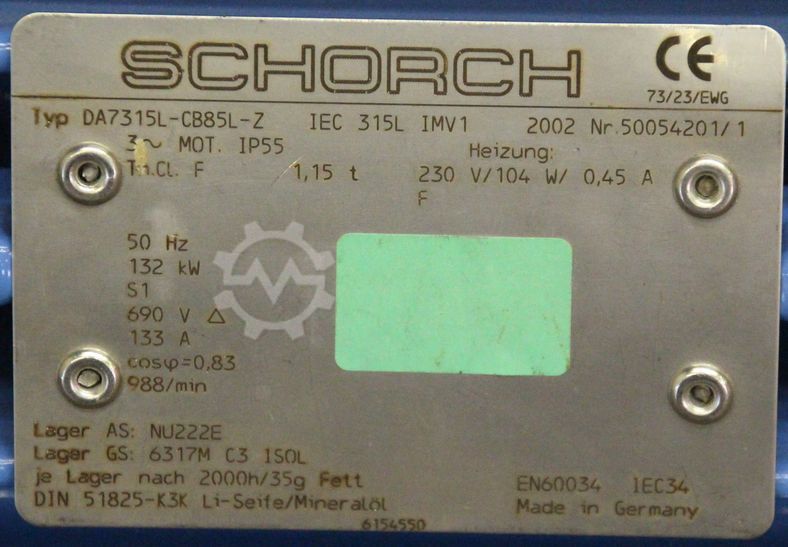 SCHORCH
CE
73/23/EWG
Typ DA7315L-CB85L-Z IEC 315L IMV1 2002 Nr.50054201/1
3~ MOT. IP55 Heizung:
Th.Cl. F 1,15 t 230 V/104 W/ 0,45 A
F
50 Hz
132 kW
S1
690 V △
133 A
cosφ=0,83
988/min
Lager AS: NU222E
Lager GS: 6317M C3 ISOL
je Lager nach 2000h/35g Fett
DIN 51825-K3K Li-Seife/Mineralöl
EN60034 IEC34
Made in Germany
6154550